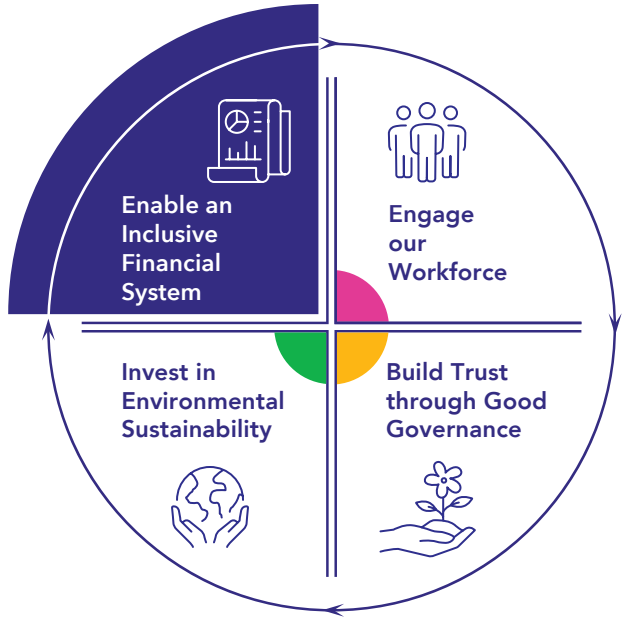 Enable an
Inclusive
Financial
System
Engage
our
Workforce
Invest in
Environmental
Sustainability
Build Trust
through Good
Governance